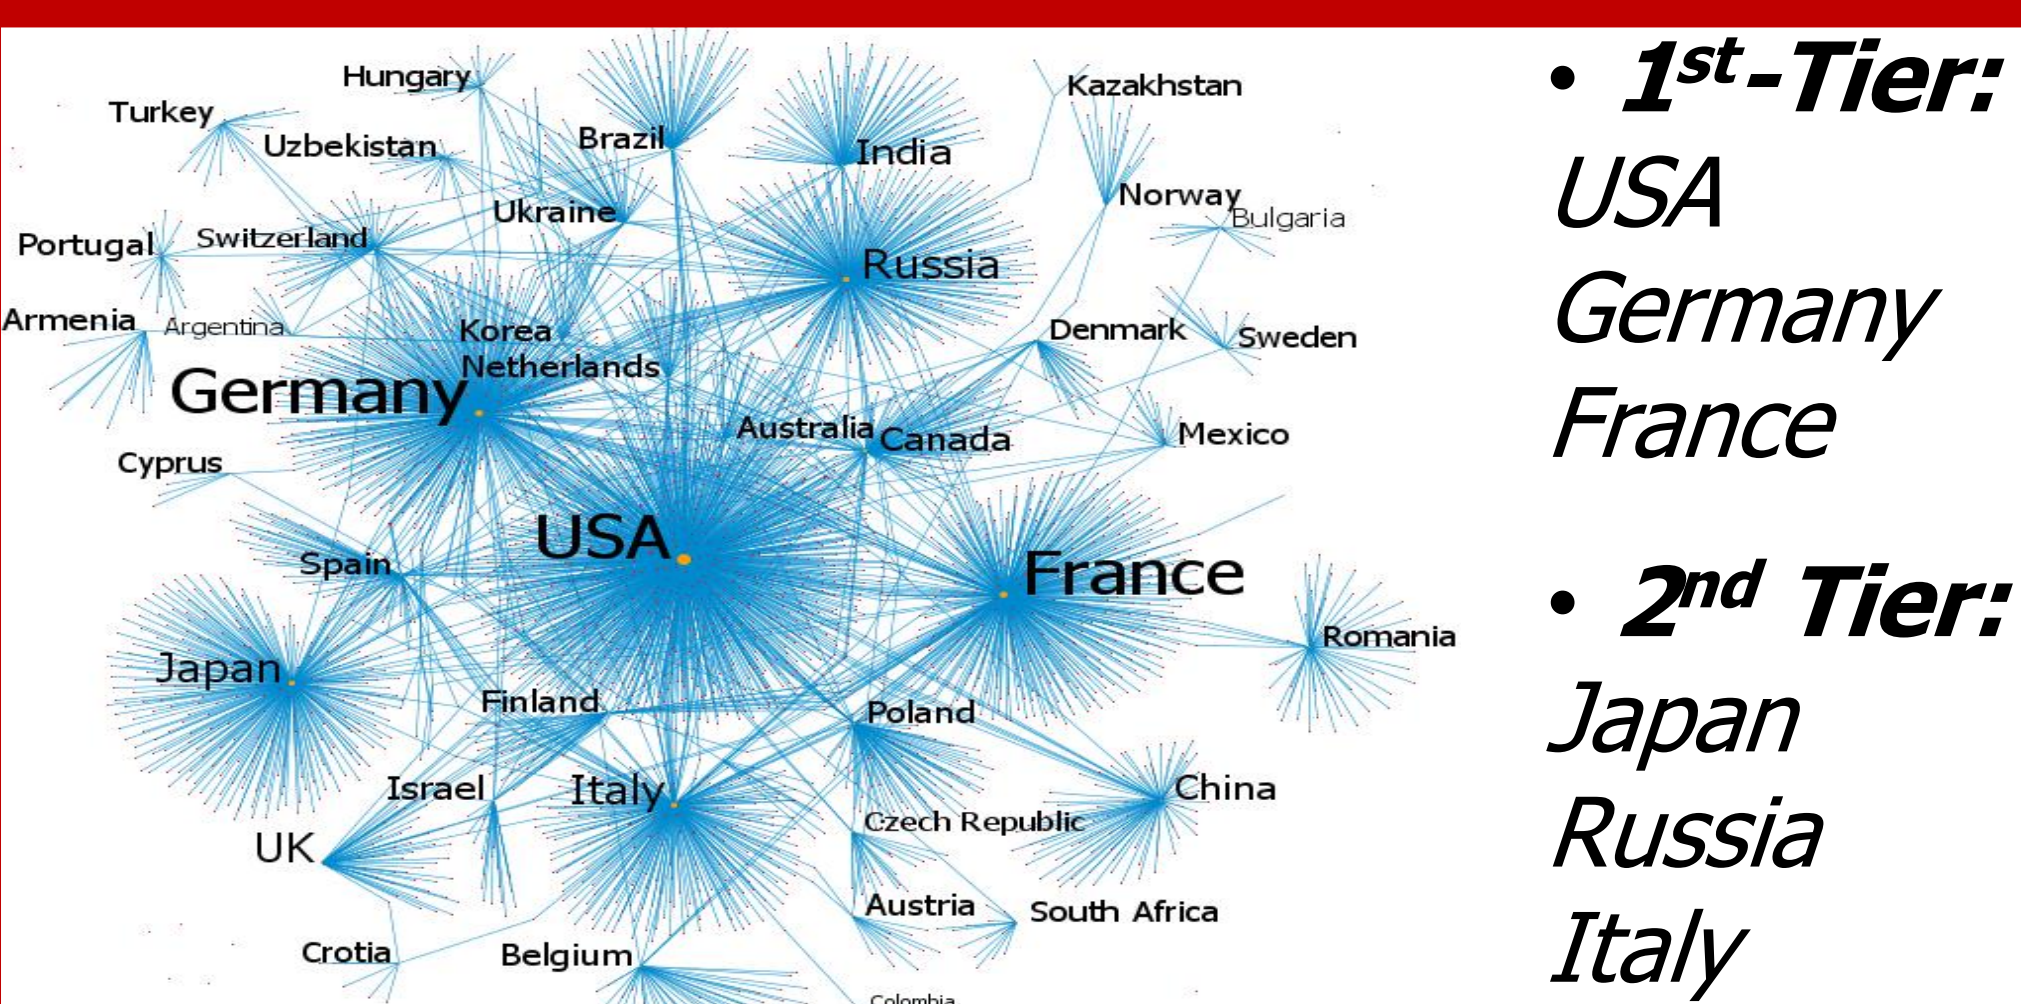 Hungary
Kazakhstan
Turkey
Uzbekistan
Brazil
India
Norway
Ukraine
Bulgaria
Portugal
Switzerland
Russia
Armenia
Argentina
Korea
Denmark
Sweden
Netherlands
Germany
Australia
Canada
Mexico
Cyprus
USA
Spain
France
Romania
Japan
Finland
Poland
Israel
Italy
China
Czech Republic
UK
Austria
South Africa
Crotia
Belgium
Colombia
• 1st-Tier:
USA
Germany
France
• 2nd Tier:
Japan
Russia
Italy